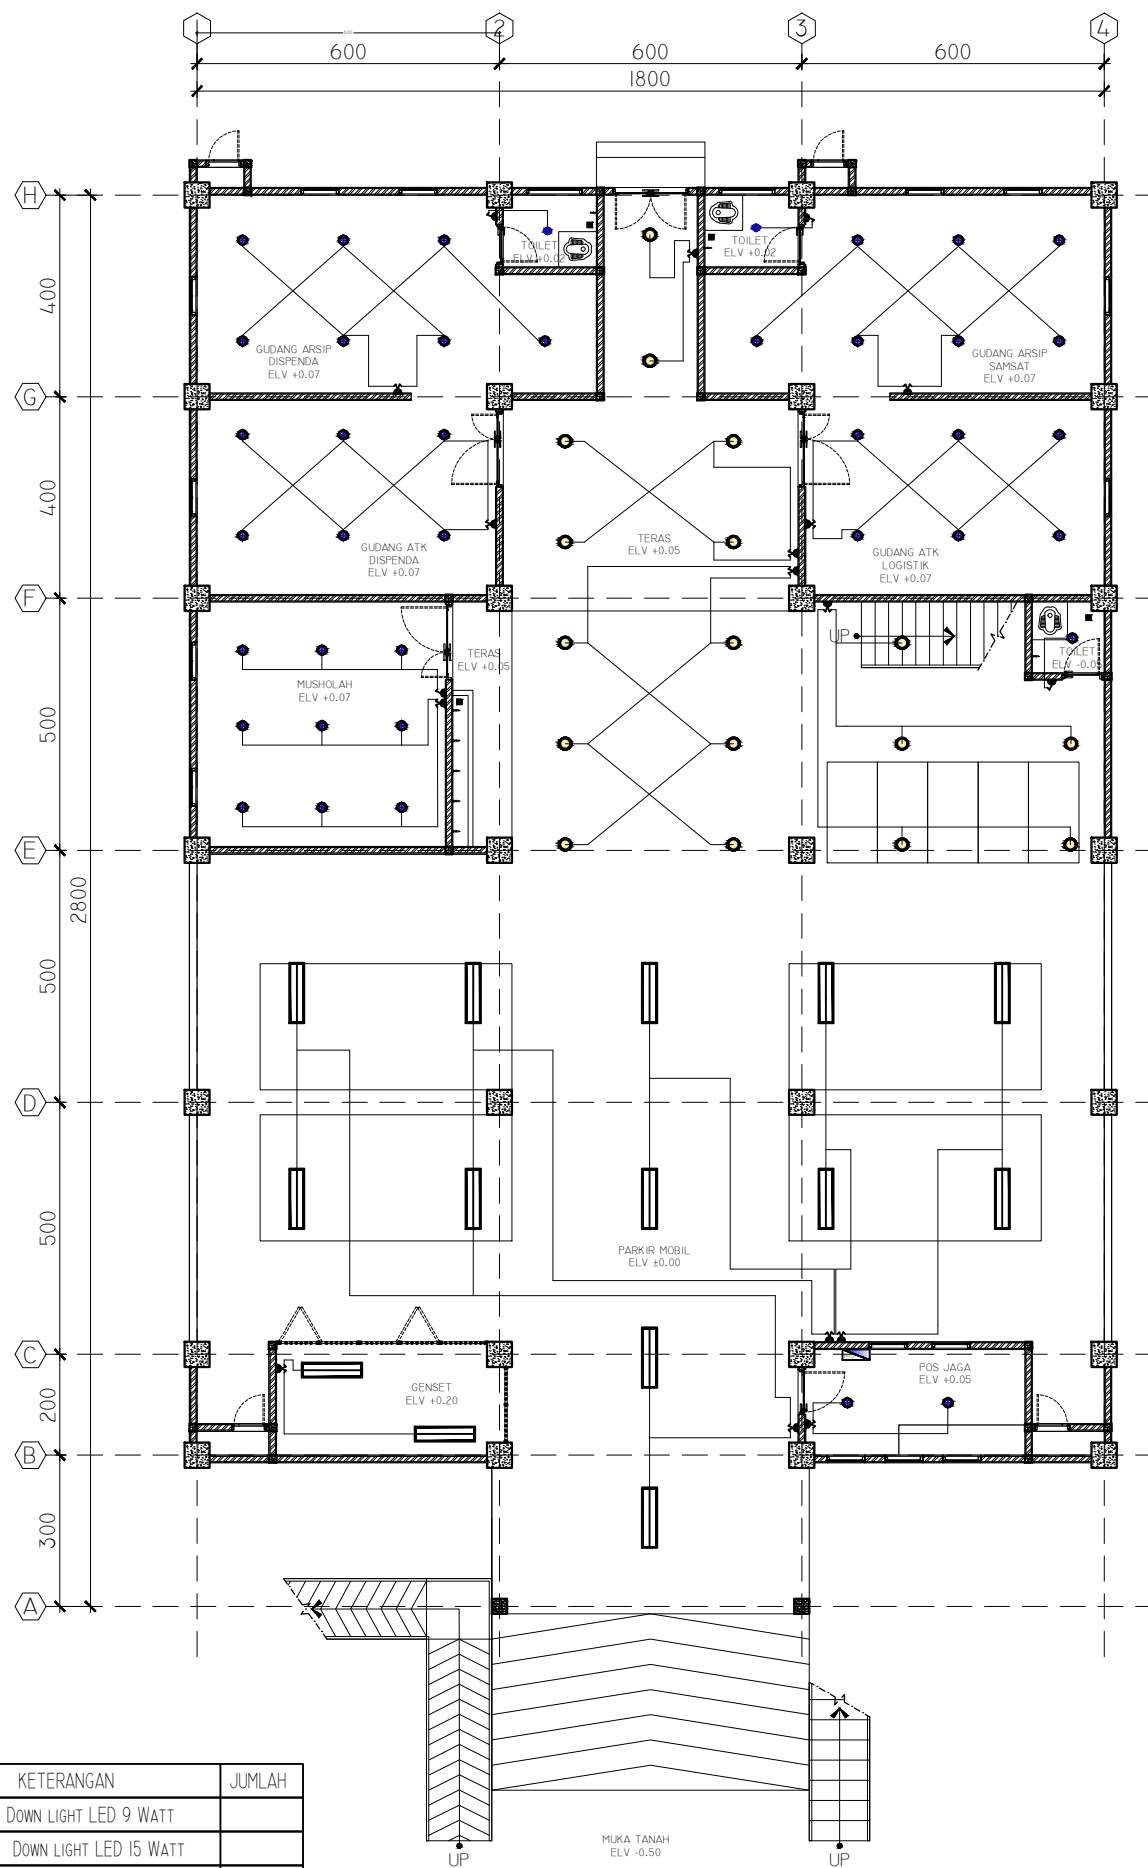 1
2
3
4
600
600
600
1800
H
400
TOILET
ELV +0.02
TOILET
ELV +0.02
GUDANG ARSIP
DISPENDA
ELV +0.07
GUDANG ARSIP
SAMSAT
ELV +0.07
G
400
GUDANG ATK
DISPENDA
ELV +0.07
TERAS
ELV +0.05
GUDANG ATK
LOGISTIK
ELV +0.07
F
UP
TERAS
ELV +0.05
TOILET
ELV -0.05
MUSHOLAH
ELV +0.07
500
E
2800
500
D
500
PARKIR MOBIL
ELV ±0.00
C
GENSET
ELV +0.20
POS JAGA
ELV +0.05
200
B
300
A
KETERANGAN
JUMLAH
DOWN LIGHT LED 9 WATT
DOWN LIGHT LED 15 WATT
UP
MUKA TANAH
ELV -0.50
UP